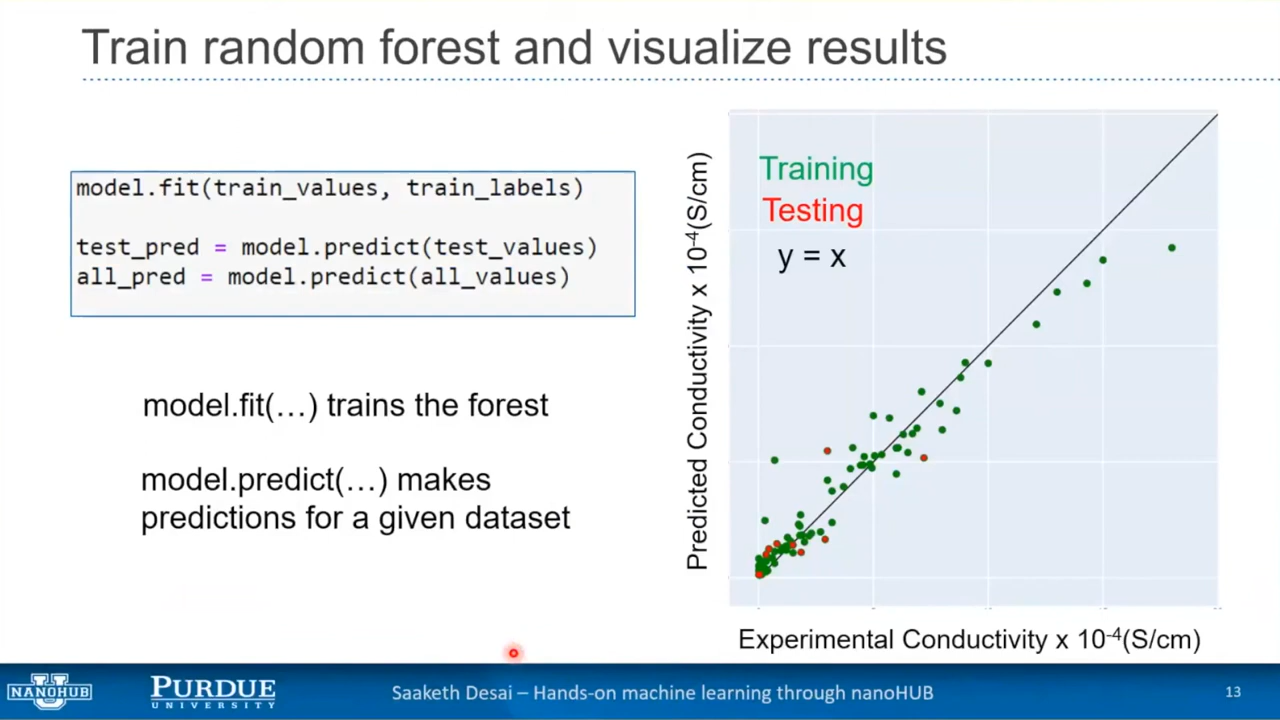 Train random forest and visualize results
model.fit(train_values, train_labels)
test_pred = model.predict(test_values)
all_pred = model.predict(all_values)
model.fit(…) trains the forest
model.predict(…) makes
predictions for a given dataset
Predicted Conductivity x 10⁻⁴(S/cm)
Training
Testing
y = x
Experimental Conductivity x 10⁻⁴(S/cm)
NANOHUB
PURDUE
UNIVERSITY
Saaketh Desai – Hands-on machine learning through nanoHUB
13